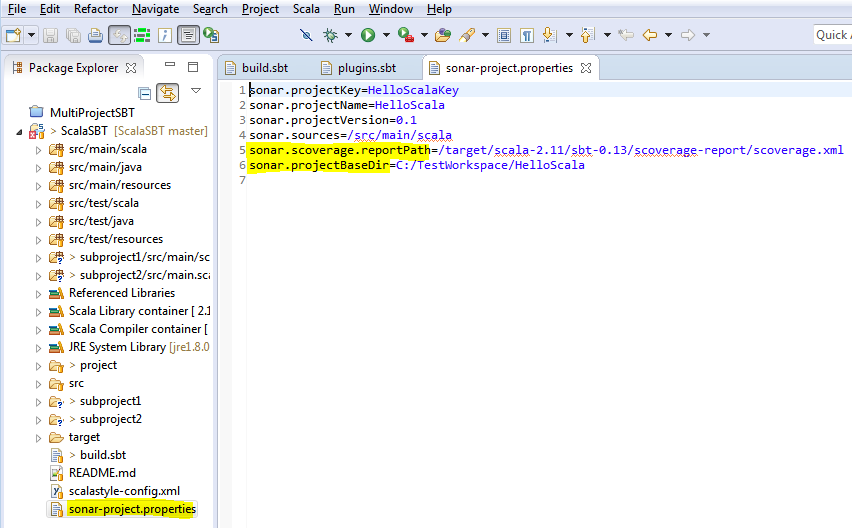 File Edit Refactor Navigate Search Project Scala Run Window Help
Quick A
Package Explorer
build.sbt plugins.sbt sonar-project.properties
MultiProjectSBT
> ScalaSBT [ScalaSBT master]
src/main/scala
src/main/java
src/main/resources
src/test/scala
src/test/java
src/test/resources
> subproject1/src/main/sc
> subproject2/src/main.sca
Referenced Libraries
Scala Library container [ 2.1
Scala Compiler container [
JRE System Library [jre1.8.0
> project
src
> subproject1
> subproject2
target
> build.sbt
README.md
scalastyle-config.xml
sonar-project.properties
1 sonar.projectKey=HelloScalaKey
2 sonar.projectName=HelloScala
3 sonar.projectVersion=0.1
4 sonar.sources=/src/main/scala
5 sonar.scoverage.reportPath=/target/scala-2.11/sbt-0.13/scoverage-report/scoverage.xml
6 sonar.projectBaseDir=C:/TestWorkspace/HelloScala
7